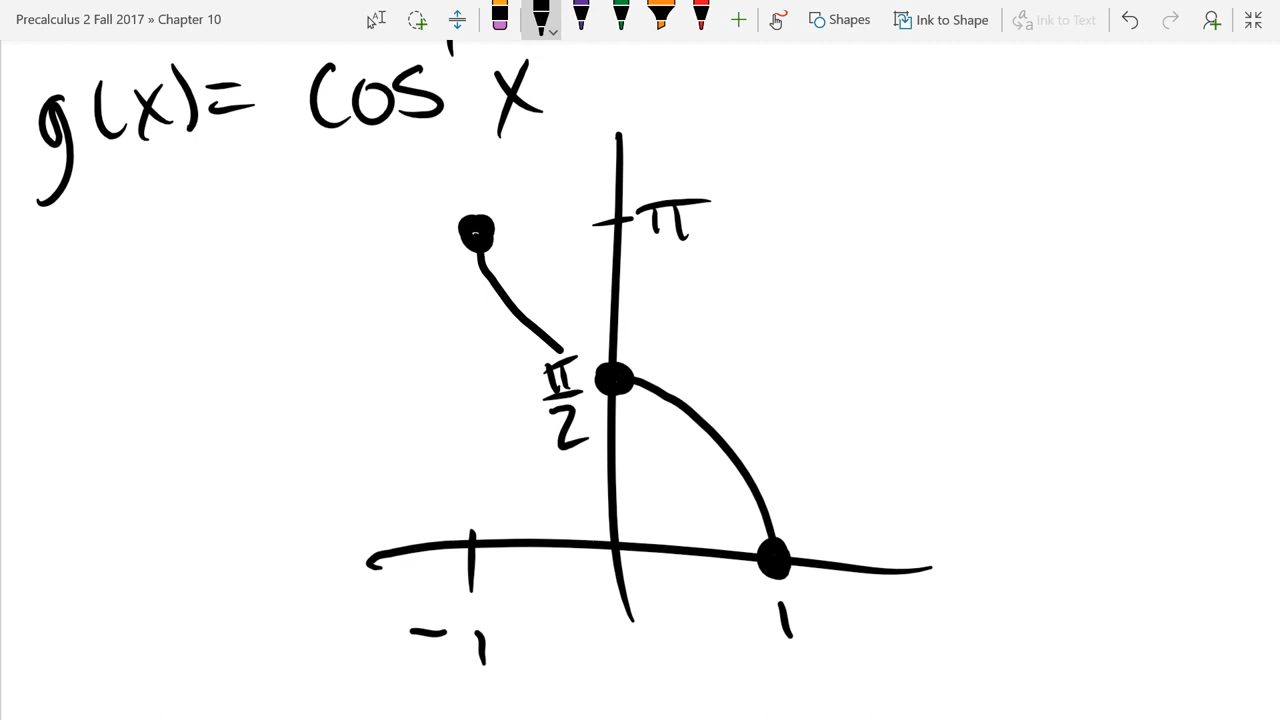 Precalculus 2 Fall 2017 » Chapter 10
Shapes
Ink to Shape
Ink to Text
g(x) = cos x
π
π/2
-1
1